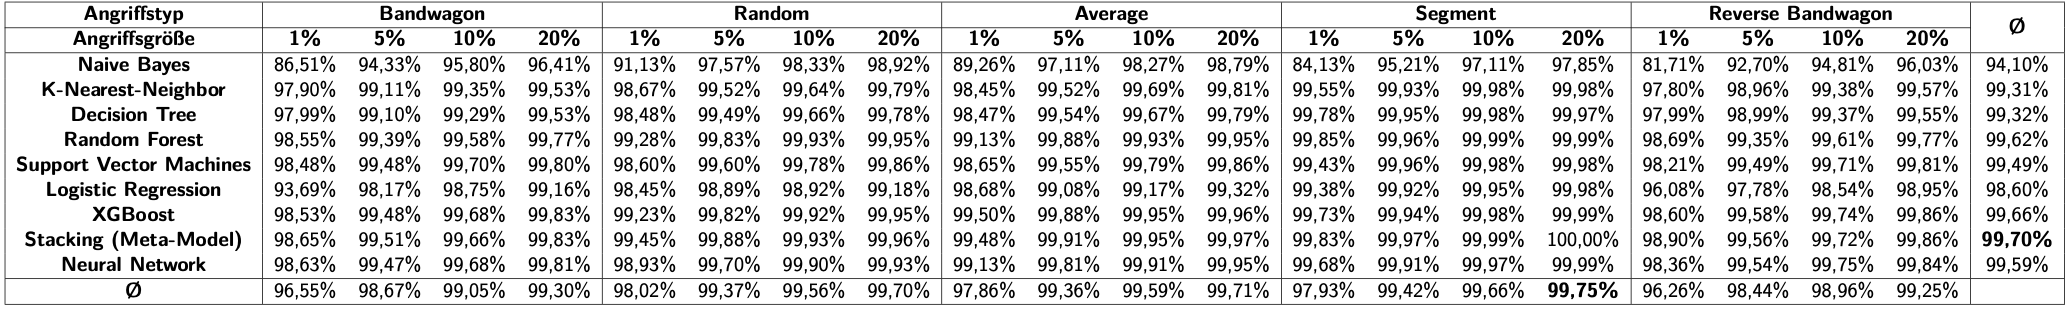 Angriffstyp Bandwagon Random Average Segment Reverse Bandwagon Ø
Angriffsgröße 1% 5% 10% 20% 1% 5% 10% 20% 1% 5% 10% 20% 1% 5% 10% 20% 1% 5% 10% 20%
Naive Bayes 86,51% 94,33% 95,80% 96,41% 91,13% 97,57% 98,33% 98,92% 89,26% 97,11% 98,27% 98,79% 84,13% 95,21% 97,11% 97,85% 81,71% 92,70% 94,81% 96,03% 94,10%
K-Nearest-Neighbor 97,90% 99,11% 99,35% 99,53% 98,67% 99,52% 99,64% 99,79% 98,45% 99,52% 99,69% 99,81% 99,55% 99,93% 99,98% 99,98% 97,80% 98,96% 99,38% 99,57% 99,31%
Decision Tree 97,99% 99,10% 99,29% 99,53% 98,48% 99,49% 99,66% 99,78% 98,47% 99,54% 99,67% 99,79% 99,78% 99,95% 99,98% 99,97% 97,99% 98,99% 99,37% 99,55% 99,32%
Random Forest 98,55% 99,39% 99,58% 99,77% 99,28% 99,83% 99,93% 99,95% 99,13% 99,88% 99,93% 99,95% 99,85% 99,96% 99,99% 99,99% 98,69% 99,35% 99,61% 99,77% 99,62%
Support Vector Machines 98,48% 99,48% 99,70% 99,80% 98,60% 99,60% 99,78% 99,86% 98,65% 99,55% 99,79% 99,86% 99,43% 99,96% 99,98% 99,98% 98,21% 99,49% 99,71% 99,81% 99,49%
Logistic Regression 93,69% 98,17% 98,75% 99,16% 98,45% 98,89% 98,92% 99,18% 98,68% 99,08% 99,17% 99,32% 99,38% 99,92% 99,95% 99,98% 96,08% 97,78% 98,54% 98,95% 98,60%
XGBoost 98,53% 99,48% 99,68% 99,83% 99,23% 99,82% 99,92% 99,95% 99,50% 99,88% 99,95% 99,96% 99,73% 99,94% 99,98% 99,99% 98,60% 99,58% 99,74% 99,86% 99,66%
Stacking (Meta-Model) 98,65% 99,51% 99,66% 99,83% 99,45% 99,88% 99,93% 99,96% 99,48% 99,91% 99,95% 99,97% 99,83% 99,97% 99,99% 100,00% 98,90% 99,56% 99,72% 99,86% 99,70%
Neural Network 98,63% 99,47% 99,68% 99,81% 98,93% 99,70% 99,90% 99,93% 99,13% 99,81% 99,91% 99,95% 99,68% 99,91% 99,97% 99,99% 98,36% 99,54% 99,75% 99,84% 99,59%
Ø 96,55% 98,67% 99,05% 99,30% 98,02% 99,37% 99,56% 99,70% 97,86% 99,36% 99,59% 99,71% 97,93% 99,42% 99,66% 99,75% 96,26% 98,44% 98,96% 99,25%